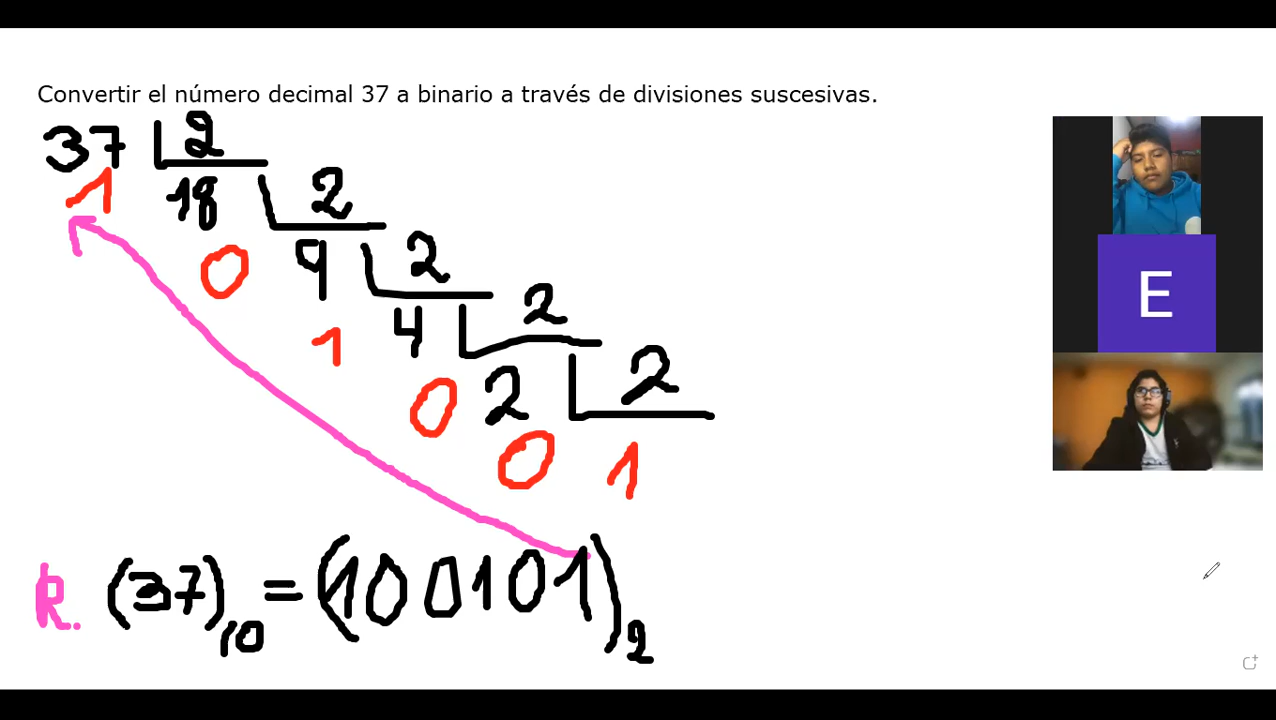 Convertir el número decimal 37 a binario a través de divisiones suscesivas.
37 2
1 18 2
0 9 2
1 4 2
0 2 2
0 1
R. (37)10 = (100101)2
E